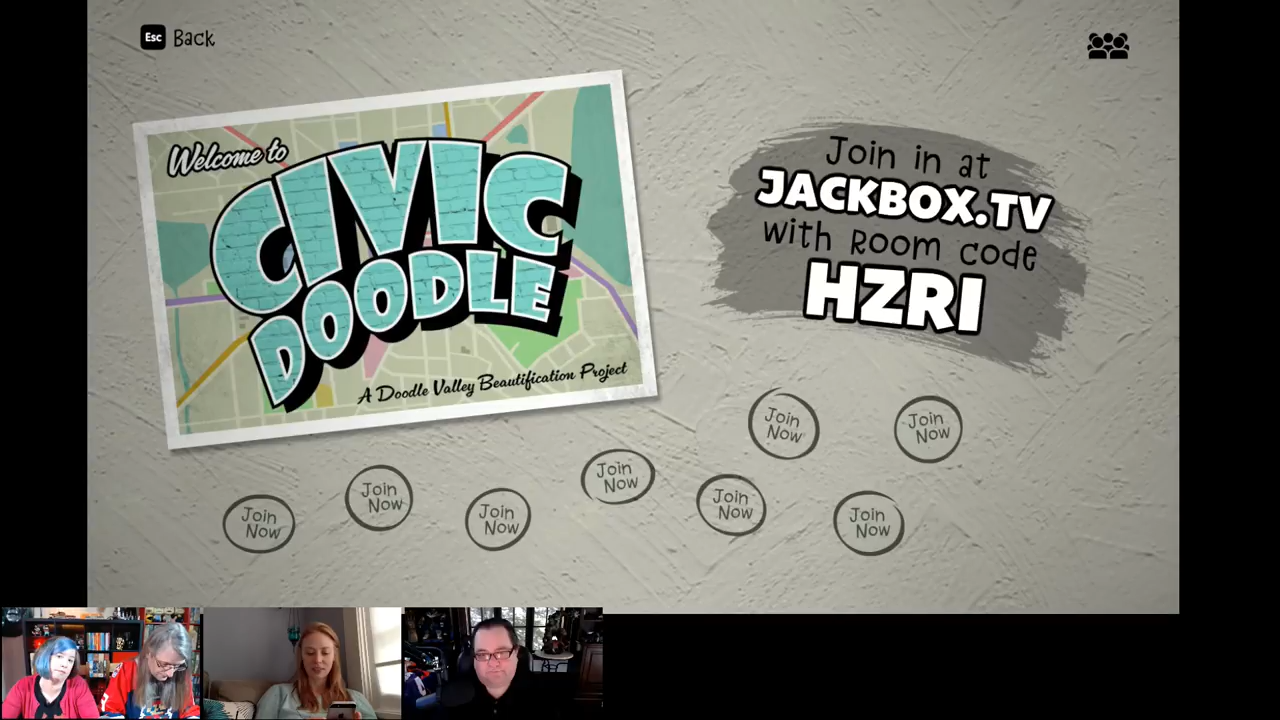 Esc Back
Welcome to
CIVIC
DOODLE
A Doodle Valley Beautification Project
Join in at
JACKBOX.TV
with Room code
HZRI
Join
Now
Join
Now
Join
Now
Join
Now
Join
Now
Join
Now
Join
Now
Join
Now